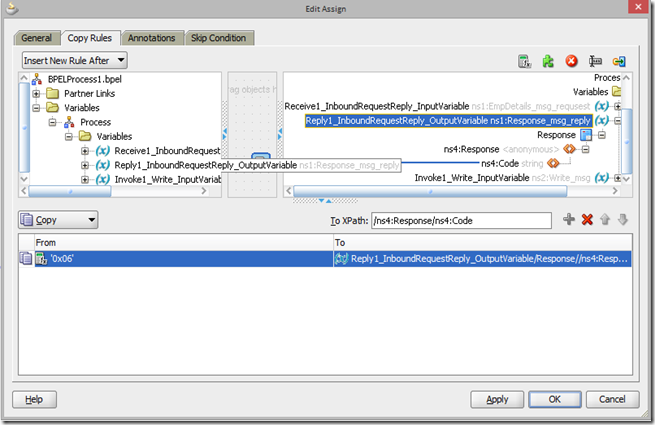 Edit Assign
General Copy Rules Annotations Skip Condition
Insert New Rule After
BPELProcess1.bpel
Partner Links
Variables
Process
Variables
Receive1_InboundRequest
Reply1_InboundRequestReply_OutputVariable ns1:Response_msg_reply
Invoke1_Write_InputVariab
rag objects h
Proces
Variables
Receive1_InboundRequestReply_InputVariable ns1:EmpDetails_msg_requsest
Reply1_InboundRequestReply_OutputVariable ns1:Response_msg_reply
Response
ns4:Response <anonymous>
ns4:Code string
Invoke1_Write_InputVariable ns2:Write_msg
Copy
To XPath: /ns4:Response/ns4:Code
From To
'0x06' Reply1_InboundRequestReply_OutputVariable/Response//ns4:Resp...
Help Apply OK Cancel